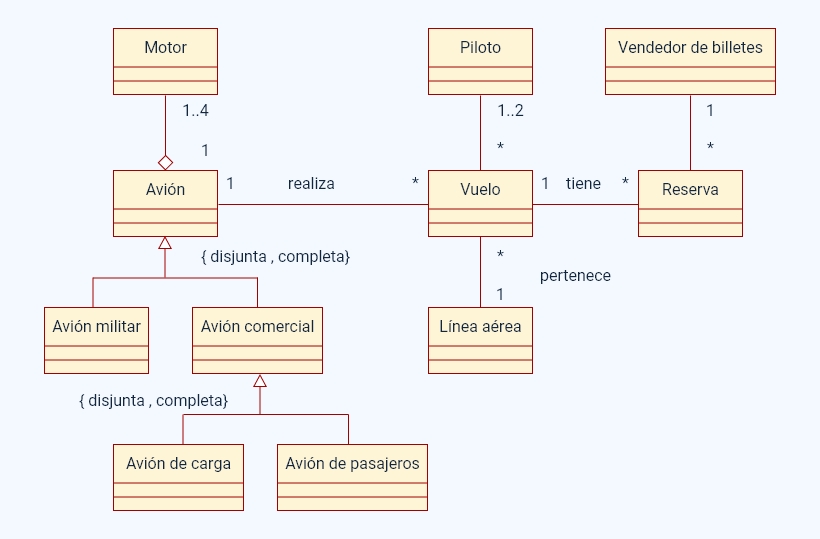 Motor
Piloto
Vendedor de billetes
1..4
1..2
1
1
*
*
Avión
1
realiza
*
Vuelo
1
tiene
*
Reserva
{ disjunta , completa}
*
pertenece
1
Avión militar
Avión comercial
Línea aérea
{ disjunta , completa}
Avión de carga
Avión de pasajeros